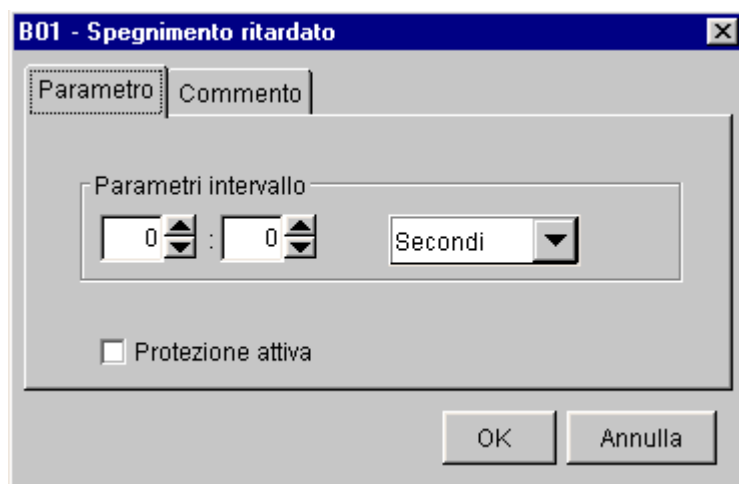 B01 - Spegnimento ritardato
Parametro Commento
Parametri intervallo
0 : 0 Secondi
Protezione attiva
OK Annulla